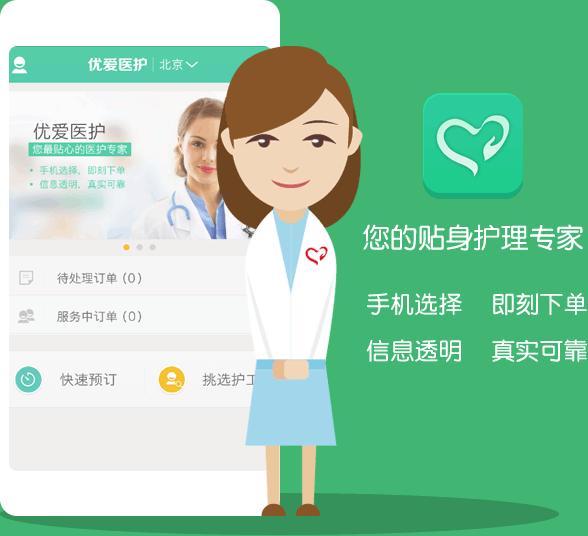 优爱医护 北京
优爱医护
您最贴心的医护专家
• 手机选择,即刻下单
• 信息透明,真实可靠
待处理订单 (0)
服务中订单 (0)
快速预订 挑选护工
您的贴身护理专家
手机选择 即刻下单
信息透明 真实可靠